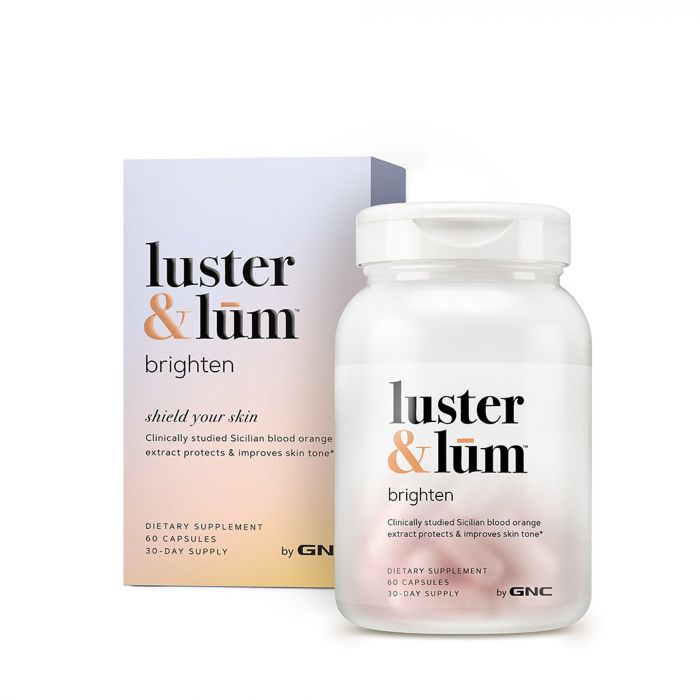 luster
& lūm™
brighten
shield your skin
Clinically studied Sicilian blood orange
extract protects & improves skin tone*
DIETARY SUPPLEMENT
60 CAPSULES
30-DAY SUPPLY
by GNC
luster
& lūm™
brighten
Clinically studied Sicilian blood orange
extract protects & improves skin tone*
DIETARY SUPPLEMENT
60 CAPSULES
30-DAY SUPPLY
by GNC